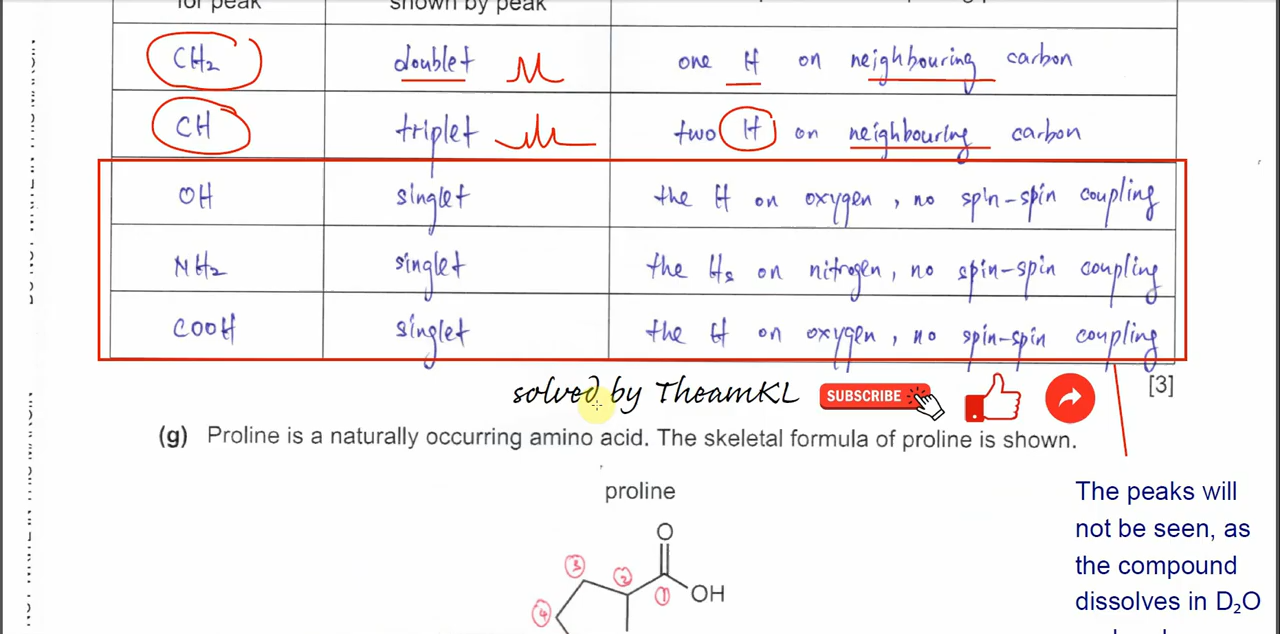 for peak shown by peak
CH₂ doublet one H on neighbouring carbon
CH triplet two H on neighbouring carbon
OH singlet the H on oxygen, no spin-spin coupling
NH₂ singlet the Hs on nitrogen, no spin-spin coupling
COOH singlet the H on oxygen, no spin-spin coupling
solved by TheamKL SUBSCRIBE [3]
(g) Proline is a naturally occurring amino acid. The skeletal formula of proline is shown.
proline
O
3 2 1 OH
4
The peaks will
not be seen, as
the compound
dissolves in D₂O